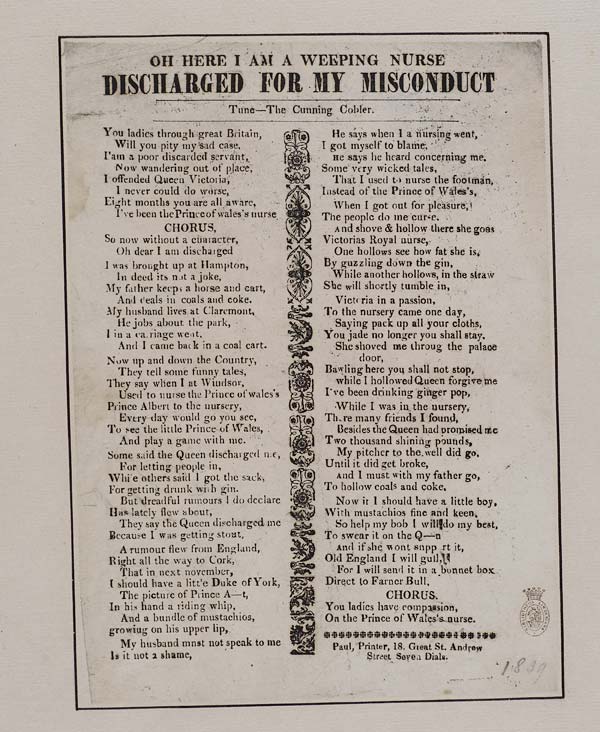 OH HERE I AM A WEEPING NURSE
DISCHARGED FOR MY MISCONDUCT
Tune—The Cunning Cobler.
You ladies through great Britain,
Will you pity my sad case,
I'am a poor discarded servant,
Now wandering out of place,
I offended Queen Victoria,
I never could do worse,
Eight months you are all aware,
I've been the Prince of wales's nurse
CHORUS,
So now without a character,
Oh dear I am discharged
I was brought up at Hampton,
In deed its not a joke,
My father keeps a horse and cart,
And deals in coals and coke.
My husband lives at Claremont,
He jobs about the park,
I in a carriage went,
And I came back in a coal cart.
Now up and down the Country,
They tell some funny tales,
They say when I at Windsor,
Used to nurse the Prince of wales's
Prince Albert to the nursery,
Every day would go you see,
To see the little Prince of Wales,
And play a game with me.
Some said the Queen discharged me,
For letting people in,
While others said I got the sack,
For getting drunk with gin.
But dreadful rumours I do declare
Has lately flew about,
They say the Queen discharged me
Because I was getting stout,
A rumour flew from England,
Right all the way to Cork,
That in next november,
I should have a little Duke of York,
The picture of Prince A—t,
In his hand a riding whip,
And a bundle of mustachios,
growiug on his upper lip,
My husband mnst not speak to me
Is it not a shame,
He says when I a nursing went,
I got myself to blame.
He says he heard concerning me.
Some very wicked tales,
That I used to nurse the footman,
Instead of the Prince of Wales's,
When I got out for pleasure,
The people do me curse.
And shove & hollow there she goas
Victorias Royal nurse,
One hollows see how fat she is,
By guzzling down the gin,
While another hollows, in the straw
She will shortly tumble in,
Victoria in a passion,
To the nursery came one day,
Saying pack up all your cloths,
You jade no longer you shall stay.
She shoved me throug the palace
door,
Bawling here you shall not stop,
while I hollowed Queen forgive me
I've been drinking ginger pop,
While I was in the nursery,
There many friends I found,
Besides the Queen had promised me
Two thousand shining pounds,
My pitcher to the well did go,
Until it did get broke,
And I must with my father go,
To hollow coals and coke,
Now if I should have a little boy,
With mustachios fine and keen,
So help my bob I will do my best,
To swear it on the Q—n
And if she wont support it,
Old England I will gull,
For I will send it in a bonnet box
Direct to Farner Bull.
CHORUS.
You ladies have compassion,
On the Prince of Wales's nurse.
Paul, Printer, 18. Great St. Andrew
Street, Seven Dials.
1839